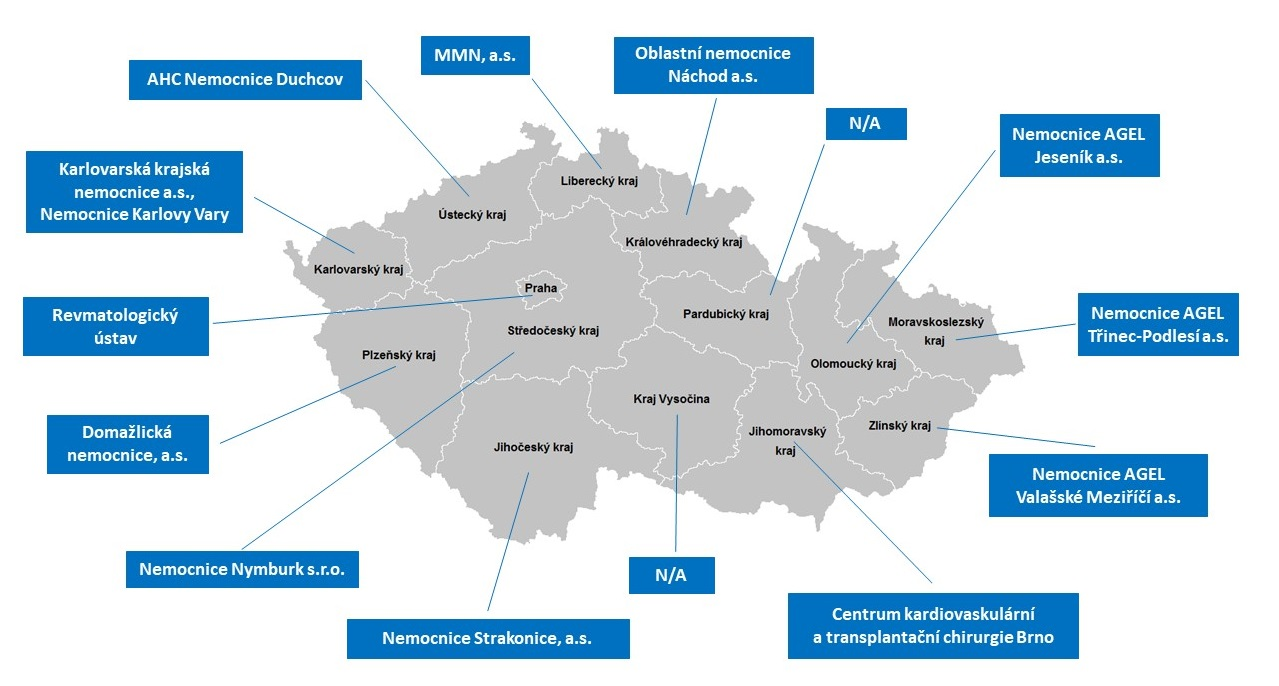 MMN, a.s.
Oblastní nemocnice
Náchod a.s.
AHC Nemocnice Duchcov
N/A
Nemocnice AGEL
Jeseník a.s.
Karlovarská krajská
nemocnice a.s.,
Nemocnice Karlovy Vary
Liberecký kraj
Ústecký kraj
Královéhradecký kraj
Karlovarský kraj
Praha
Revmatologický
ústav
Středočeský kraj
Pardubický kraj
Moravskoslezský
kraj
Nemocnice AGEL
Třinec-Podlesí a.s.
Plzeňský kraj
Olomoucký kraj
Domažlická
nemocnice, a.s.
Kraj Vysočina
Jihočeský kraj
Jihomoravský
kraj
Zlínský kraj
Nemocnice AGEL
Valašské Meziříčí a.s.
Nemocnice Nymburk s.r.o.
N/A
Nemocnice Strakonice, a.s.
Centrum kardiovaskulární
a transplantační chirurgie Brno